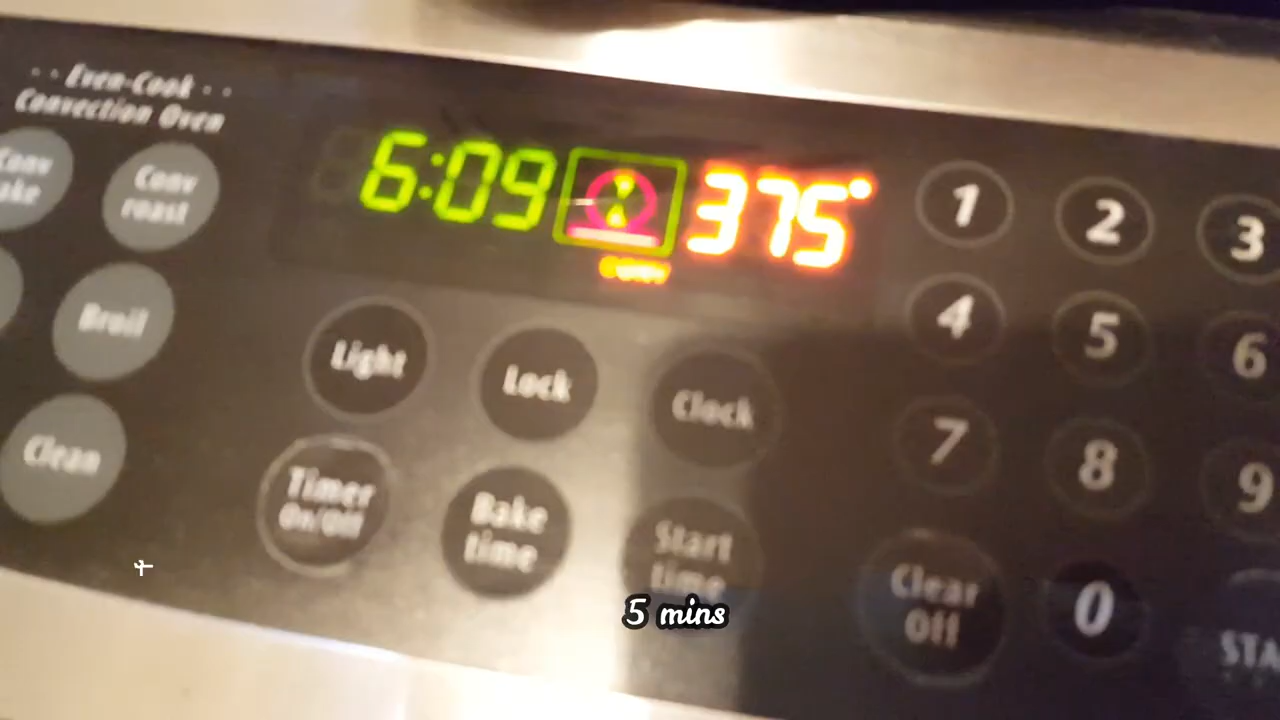 ·· Even-Cook ··
Convection Oven
Conv
roast
6:09
375°
1
2
3
Broil
Light
Lock
Clock
4
5
6
Clean
Timer
On/Off
Bake
time
Start
time
7
8
9
Clear
Off
0
5 mins